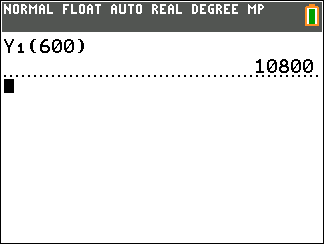 NORMAL FLOAT AUTO REAL DEGREE MP
Y₁(600)
10800